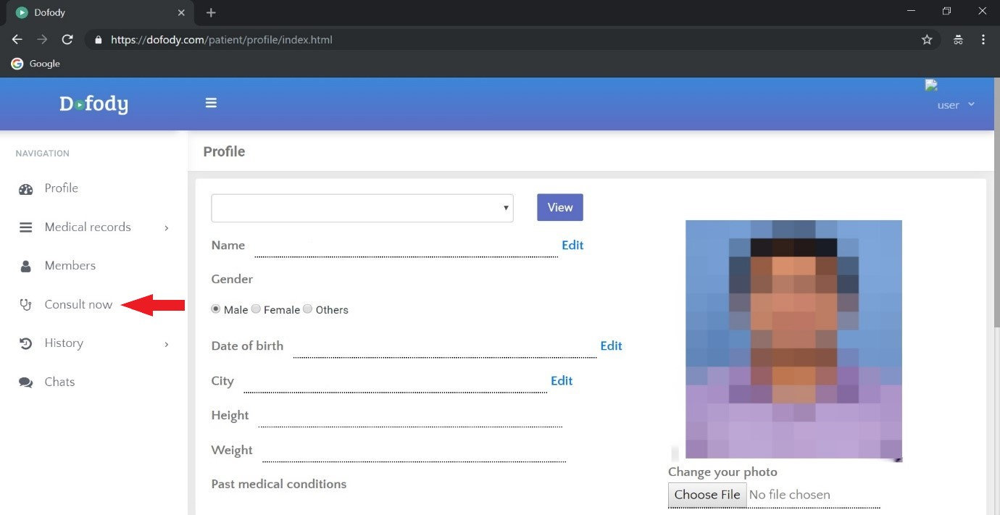 Dofody
https://dofody.com/patient/profile/index.html
Google
Dofody
user
NAVIGATION
Profile
Medical records
Members
Consult now
History
Chats
Profile
View
Name Edit
Gender
Male Female Others
Date of birth Edit
City Edit
Height
Weight
Past medical conditions
Change your photo
Choose File No file chosen